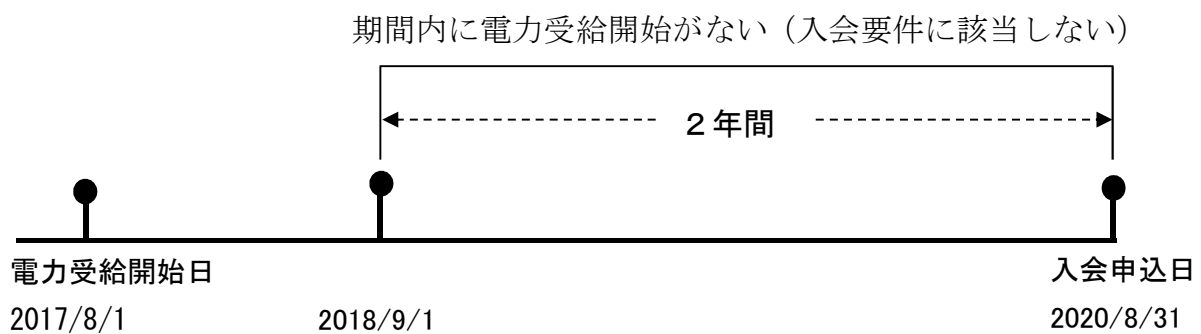 期間内に電力受給開始がない（入会要件に該当しない）
２年間
電力受給開始日
入会申込日
2017/8/1
2018/9/1
2020/8/31